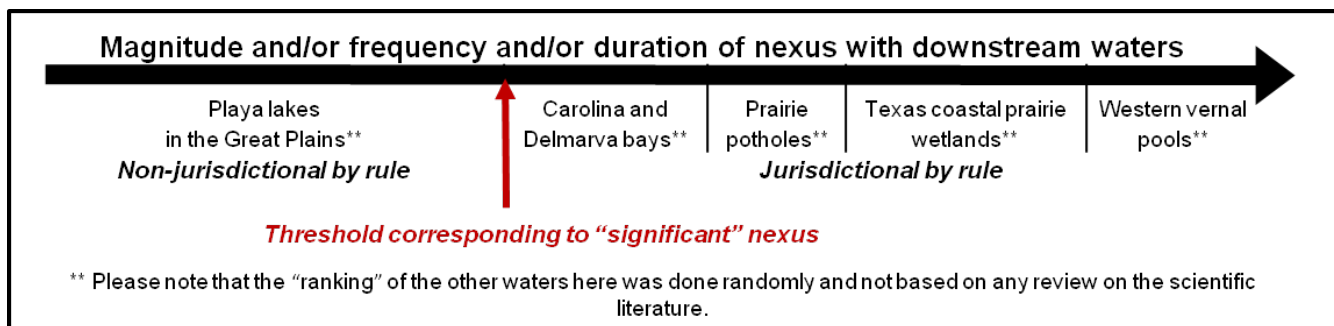 Magnitude and/or frequency and/or duration of nexus with downstream waters
Playa lakes
in the Great Plains**
Non-jurisdictional by rule
Carolina and
Delmarva bays**
Prairie
potholes**
Texas coastal prairie
wetlands**
Western vernal
pools**
Jurisdictional by rule
Threshold corresponding to “significant” nexus
** Please note that the “ranking” of the other waters here was done randomly and not based on any review on the scientific
literature.